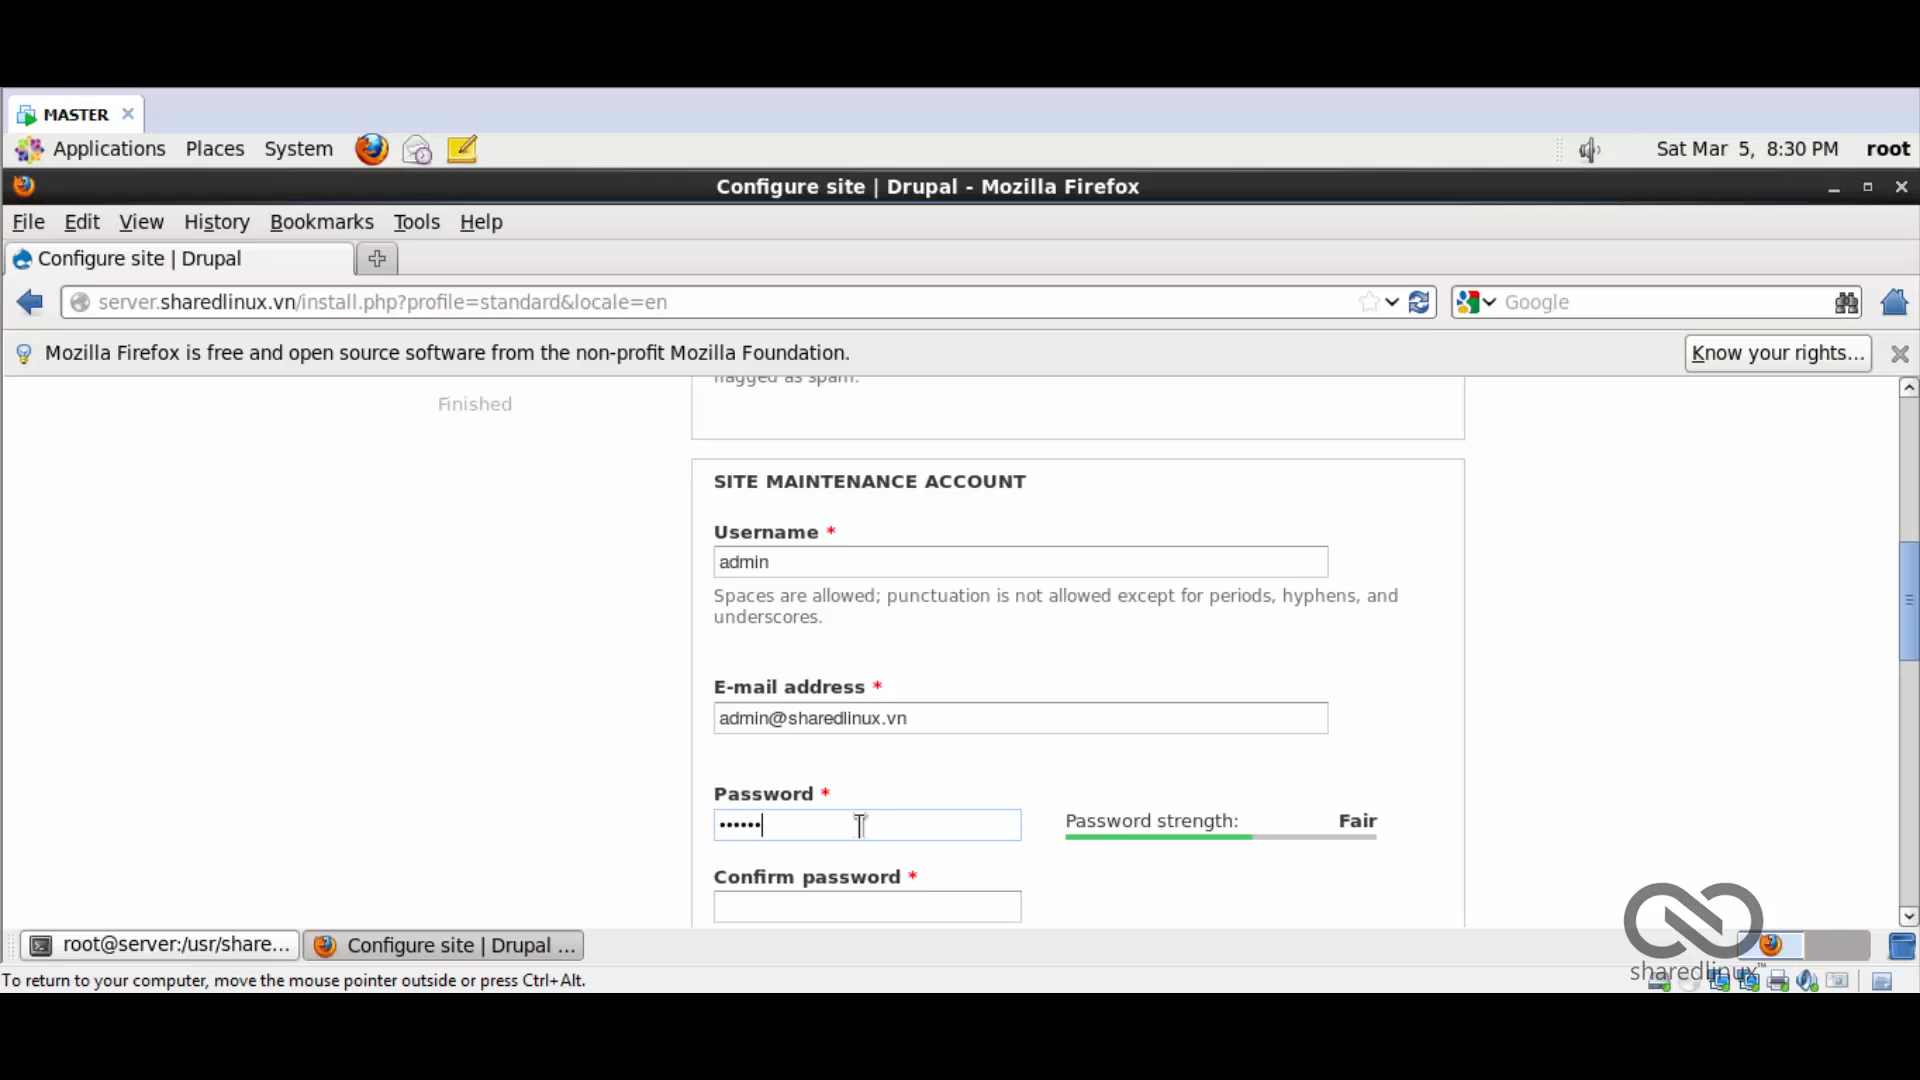 MASTER
Applications Places System
Sat Mar 5, 8:30 PM root
Configure site | Drupal - Mozilla Firefox
File Edit View History Bookmarks Tools Help
Configure site | Drupal
server.sharedlinux.vn/install.php?profile=standard&locale=en
Google
Mozilla Firefox is free and open source software from the non-profit Mozilla Foundation.
Know your rights...
flagged as spam.
Finished
SITE MAINTENANCE ACCOUNT
Username *
admin
Spaces are allowed; punctuation is not allowed except for periods, hyphens, and
underscores.
E-mail address *
admin@sharedlinux.vn
Password *
••••••
Password strength: Fair
Confirm password *
root@server:/usr/share...
Configure site | Drupal ...
sharedlinux™
To return to your computer, move the mouse pointer outside or press Ctrl+Alt.